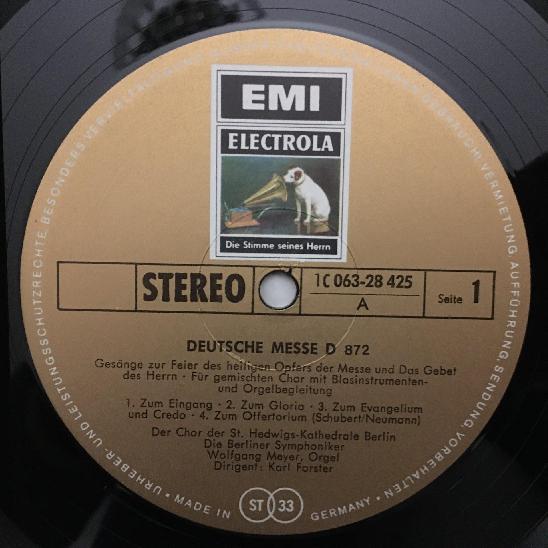 EMI
ELECTROLA
Die Stimme seines Herrn
STEREO
1C 063-28 425
A
Seite 1
DEUTSCHE MESSE D 872
Gesänge zur Feier des heiligen Opfers der Messe und Das Gebet
des Herrn · Für gemischten Chor mit Blasinstrumenten-
und Orgelbegleitung
1. Zum Eingang · 2. Zum Gloria · 3. Zum Evangelium
und Credo · 4. Zum Offertorium (Schubert/Neumann)
Der Chor der St. Hedwigs-Kathedrale Berlin
Die Berliner Symphoniker
Wolfgang Meyer, Orgel
Dirigent: Karl Forster
URHEBER- UND LEISTUNGSSCHUTZRECHTE, BESONDERS VERVIELFÄLTIGUNG, GEBRAUCH, VERMIETUNG, AUFFÜHRUNG, SENDUNG, VORBEHALTEN
• MADE IN GERMANY •
ST 33